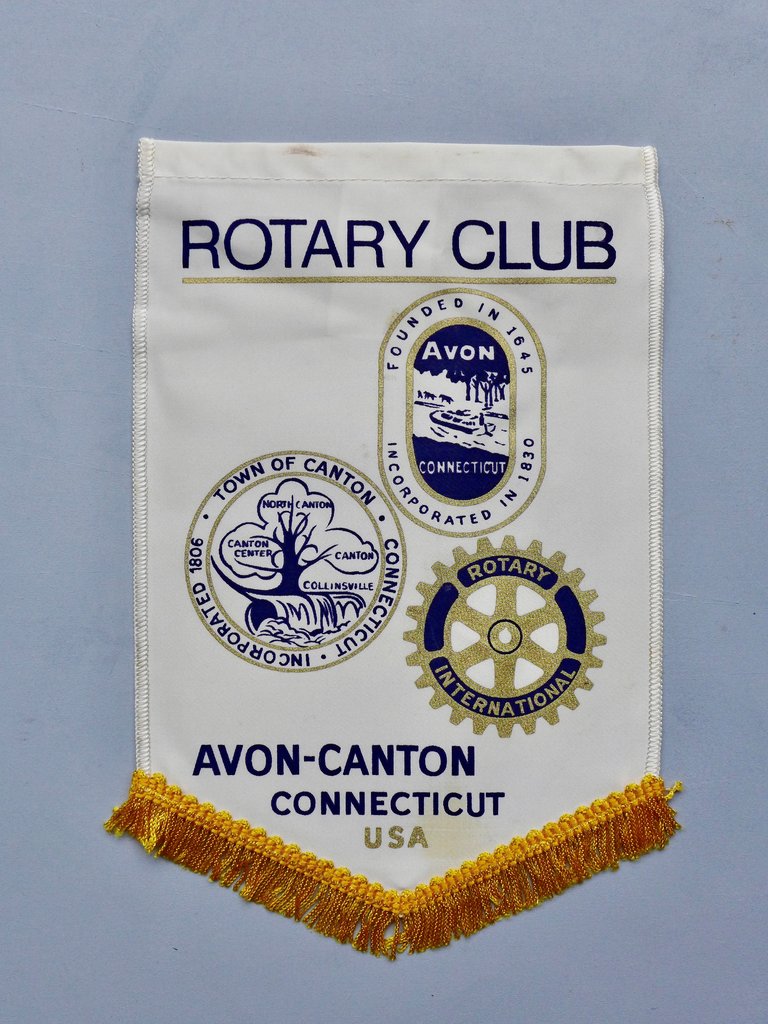 ROTARY CLUB
FOUNDED IN 1645
AVON
CONNECTICUT
INCORPORATED IN 1830
TOWN OF CANTON • CONNECTICUT • INCORPORATED 1806 •
NORTH CANTON
CANTON CENTER
CANTON
COLLINSVILLE
ROTARY
INTERNATIONAL
AVON-CANTON
CONNECTICUT
USA